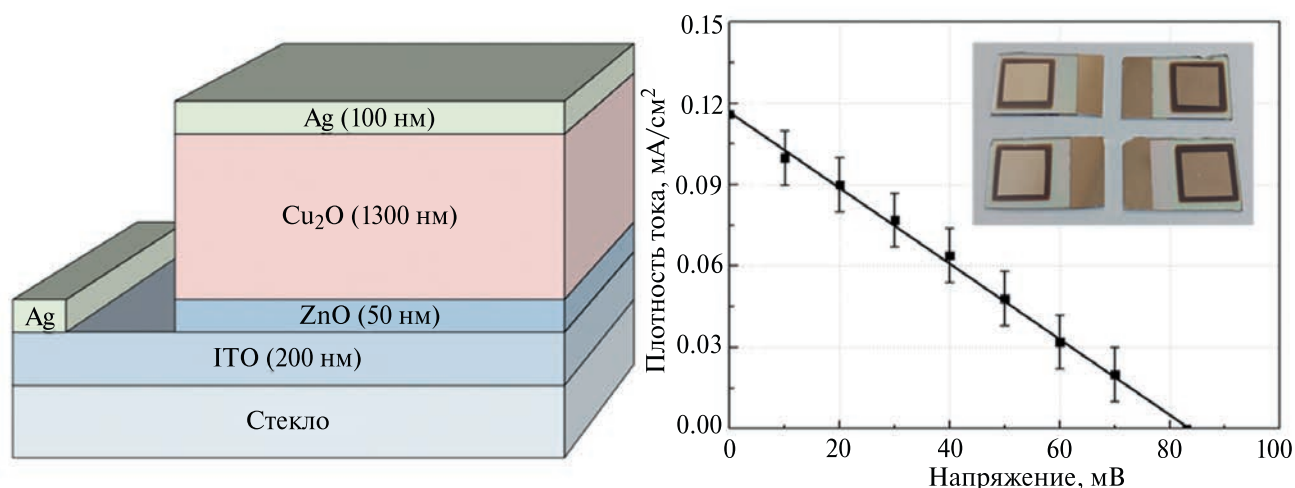 Ag (100 нм)
Cu₂O (1300 нм)
Ag
ZnO (50 нм)
ITO (200 нм)
Стекло
Плотность тока, мА/см²
0.15
0.12
0.09
0.06
0.03
0.00
0
20
40
60
80
100
Напряжение, мВ